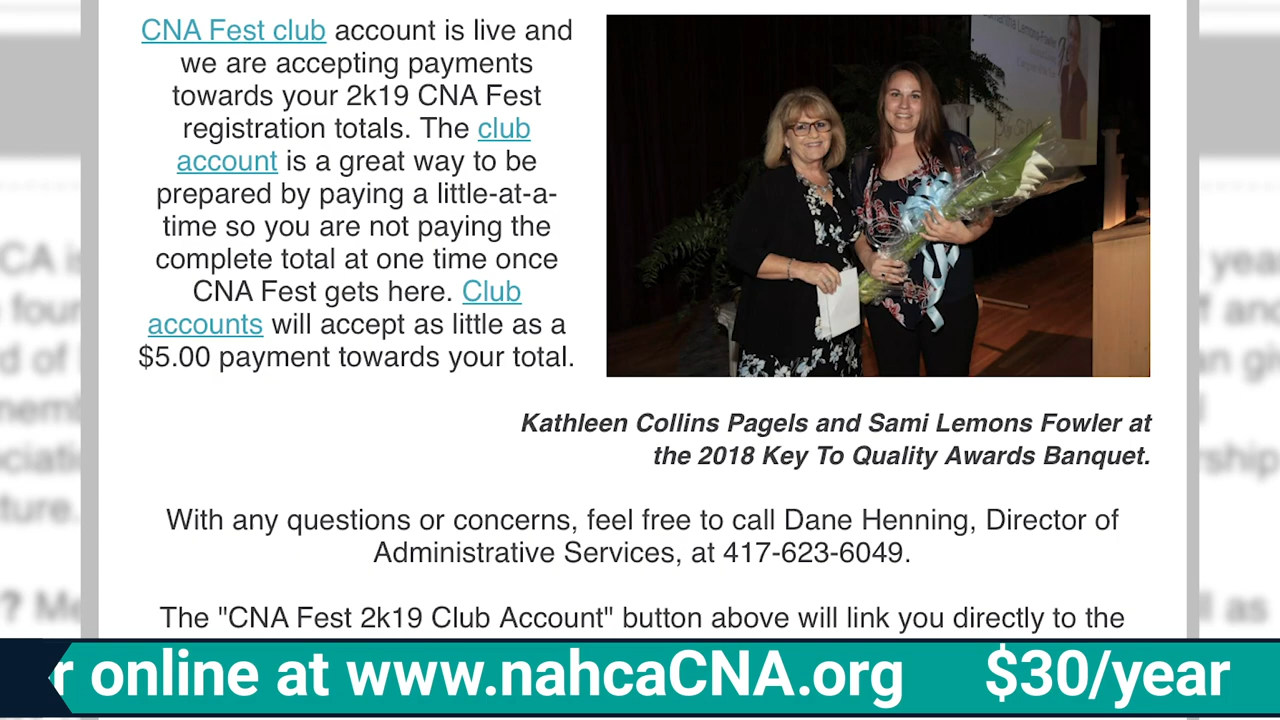 CNA Fest club account is live and
we are accepting payments
towards your 2k19 CNA Fest
registration totals. The club
account is a great way to be
prepared by paying a little-at-a-
time so you are not paying the
complete total at one time once
CNA Fest gets here. Club
accounts will accept as little as a
$5.00 payment towards your total.
Kathleen Collins Pagels and Sami Lemons Fowler at
the 2018 Key To Quality Awards Banquet.
With any questions or concerns, feel free to call Dane Henning, Director of
Administrative Services, at 417-623-6049.
The "CNA Fest 2k19 Club Account" button above will link you directly to the
r online at www.nahcaCNA.org $30/year